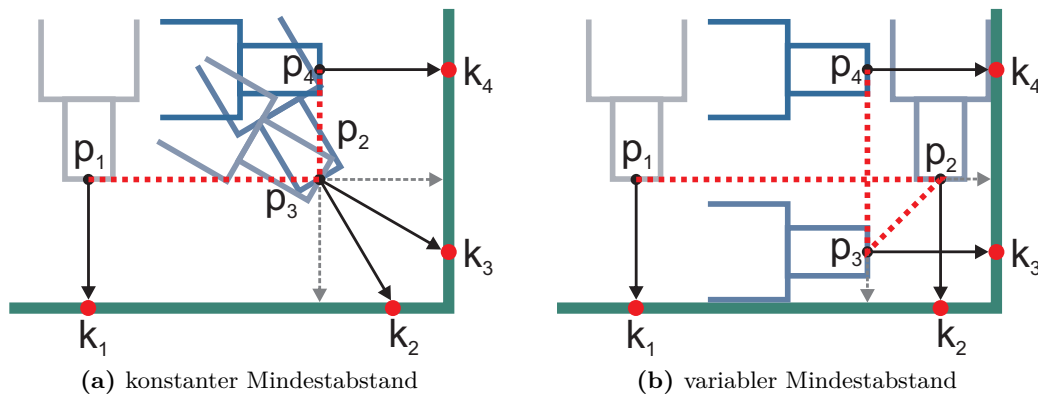 p4
k4
p1
p2
p3
k3
k1
k2
(a) konstanter Mindestabstand
p4
k4
p1
p2
p3
k3
k1
k2
(b) variabler Mindestabstand